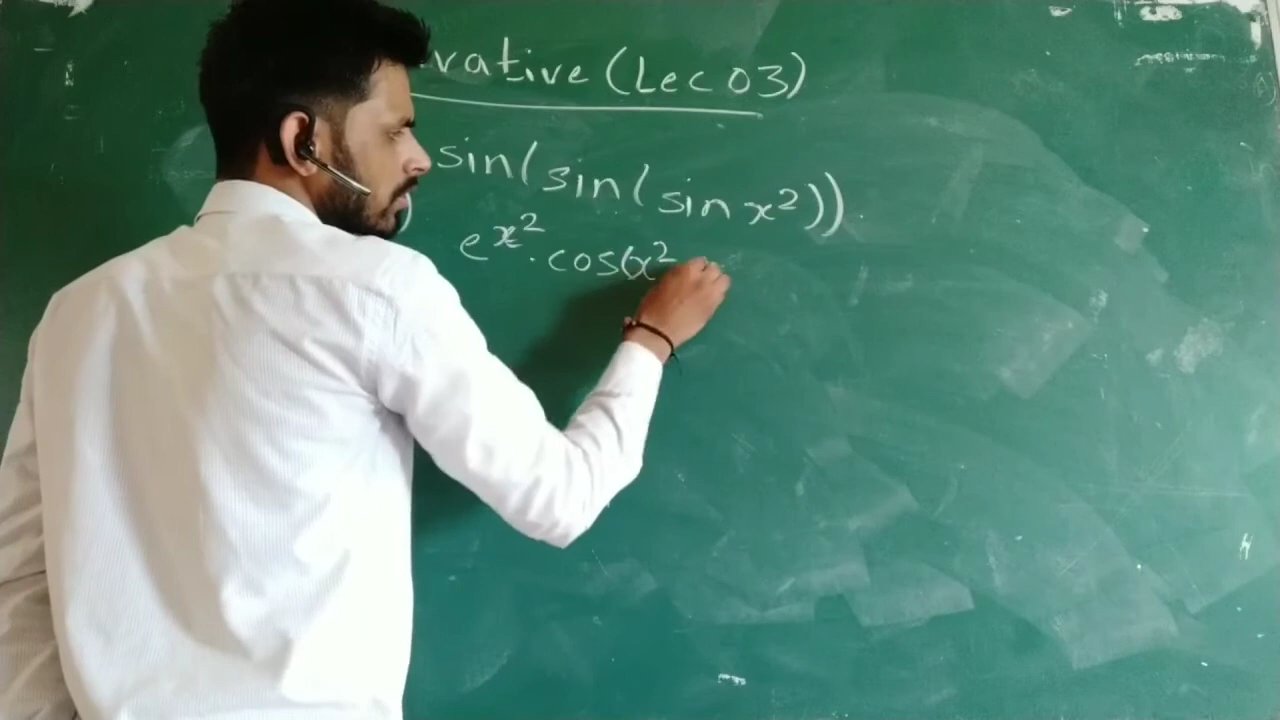 vative (Lec 03)
sin(sin(sin x²))
) e^x². cos(x²